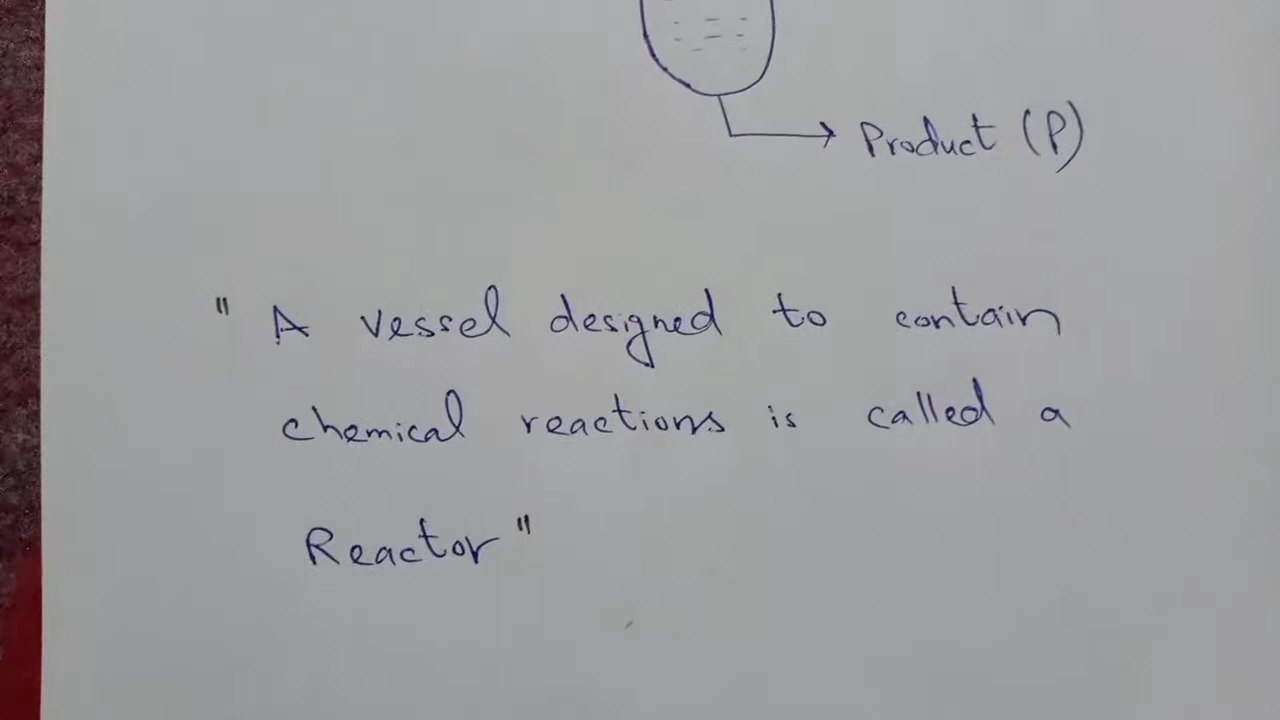 Product (P)
" A vessel designed to contain
chemical reactions is called a
Reactor "